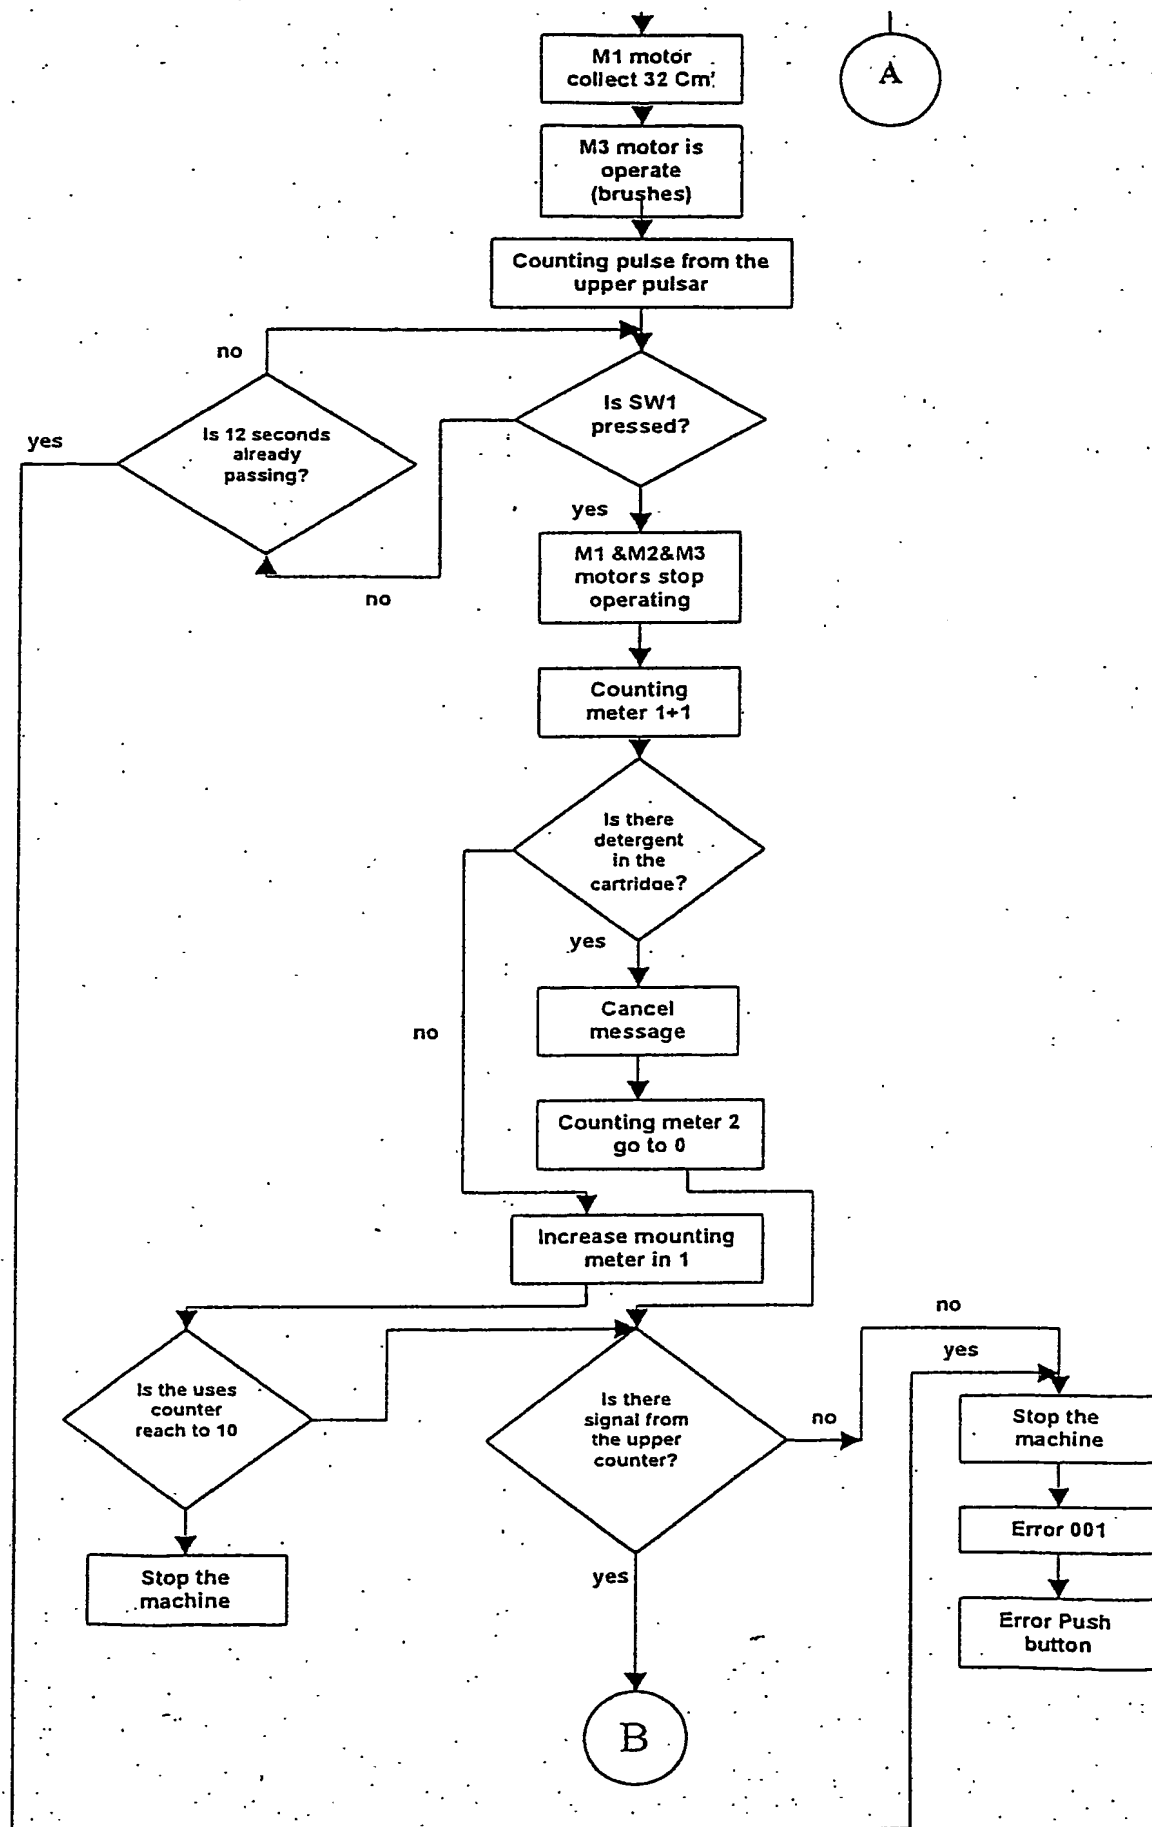 M1 motor
collect 32 Cm³
A
M3 motor is
operate
(brushes)
Counting pulse from the
upper pulsar
no
Is SW1
pressed?
yes
Is 12 seconds
already
passing?
yes
no
M1 &M2&M3
motors stop
operating
Counting
meter 1+1
Is there
detergent
in the
cartridge?
yes
no
Cancel
message
Counting meter 2
go to 0
Increase mounting
meter in 1
no
yes
Is the uses
counter
reach to 10
Is there
signal from
the upper
counter?
no
Stop the
machine
Error 001
yes
Stop the
machine
Error Push
button
B